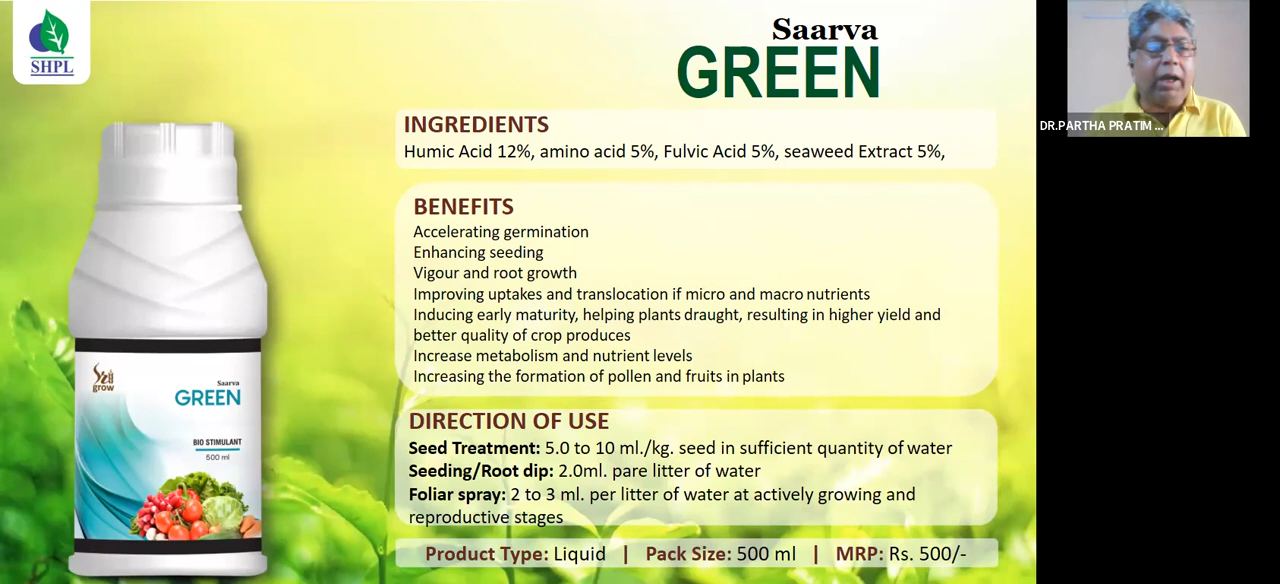 SHPL
Saarva
GREEN
INGREDIENTS
Humic Acid 12%, amino acid 5%, Fulvic Acid 5%, seaweed Extract 5%,
BENEFITS
Accelerating germination
Enhancing seeding
Vigour and root growth
Improving uptakes and translocation if micro and macro nutrients
Inducing early maturity, helping plants draught, resulting in higher yield and
better quality of crop produces
Increase metabolism and nutrient levels
Increasing the formation of pollen and fruits in plants
DIRECTION OF USE
Seed Treatment: 5.0 to 10 ml./kg. seed in sufficient quantity of water
Seeding/Root dip: 2.0ml. pare litter of water
Foliar spray: 2 to 3 ml. per litter of water at actively growing and
reproductive stages
Product Type: Liquid | Pack Size: 500 ml | MRP: Rs. 500/-
grow
Saarva
GREEN
BIO STIMULANT
500 ml
DR.PARTHA PRATIM ...